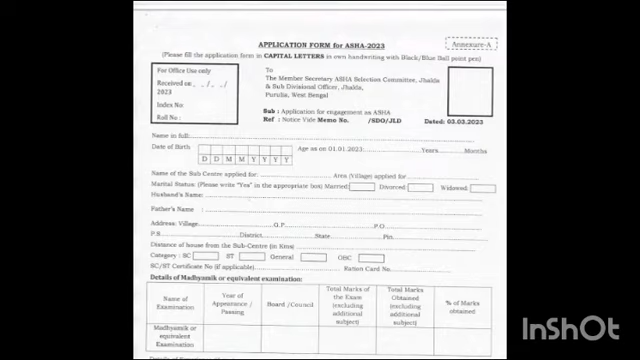 APPLICATION FORM for ASHA-2023
Annexure-A
(Please fill the application form in CAPITAL LETTERS in own handwriting with Black/Blue Ball point pen)
For Office Use only
Received on
2023
Index No:
Roll No :
To
The Member Secretary ASHA Selection Committee, Jhalda
& Sub Divisional Officer, Jhalda,
Purulia, West Bengal
Sub : Application for engagement as ASHA
Ref : Notice Vide Memo No. /SDO/JLD Dated: 03.03.2023
Name in full:
Date of Birth D D M M Y Y Y Y Age as on 01.01.2023: Years Months
Name of the Sub Centre applied for: Area (Village) applied for
Marital Status: (Please write "Yes" in the appropriate box) Married: Divorced: Widowed:
Husband's Name:
Father's Name :
Address: Village G.P P.O
P.S District State Pin
Distance of house from the Sub-Centre (in Kms)
Category : SC ST General OBC
SC/ST Certificate No (if applicable) Ration Card No
Details of Madhyamik or equivalent examination:
Name of Examination
Year of Appearance / Passing
Board /Council
Total Marks of the Exam (excluding additional subject)
Total Marks Obtained (excluding additional subject)
% of Marks obtained
Madhyamik or equivalent Examination
InShOt